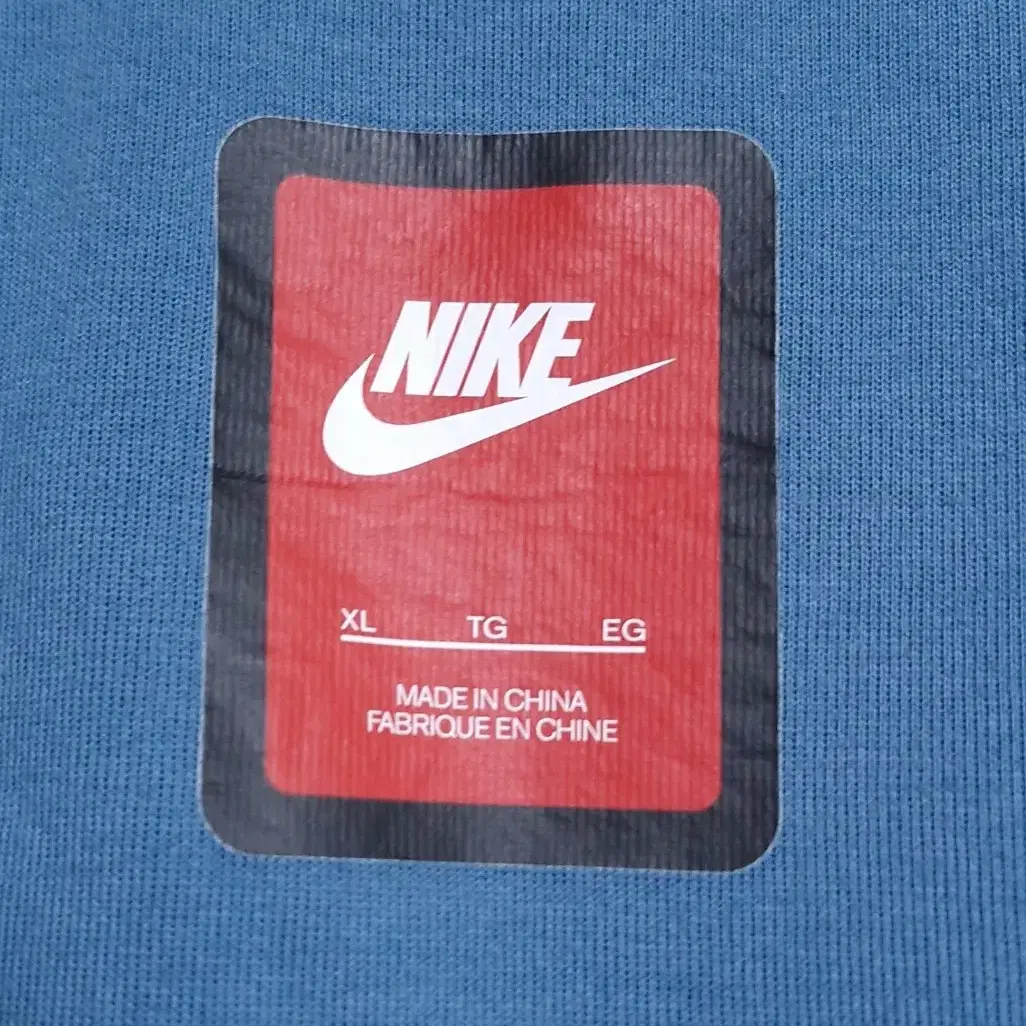 NIKE
XL TG EG
MADE IN CHINA
FABRIQUE EN CHINE